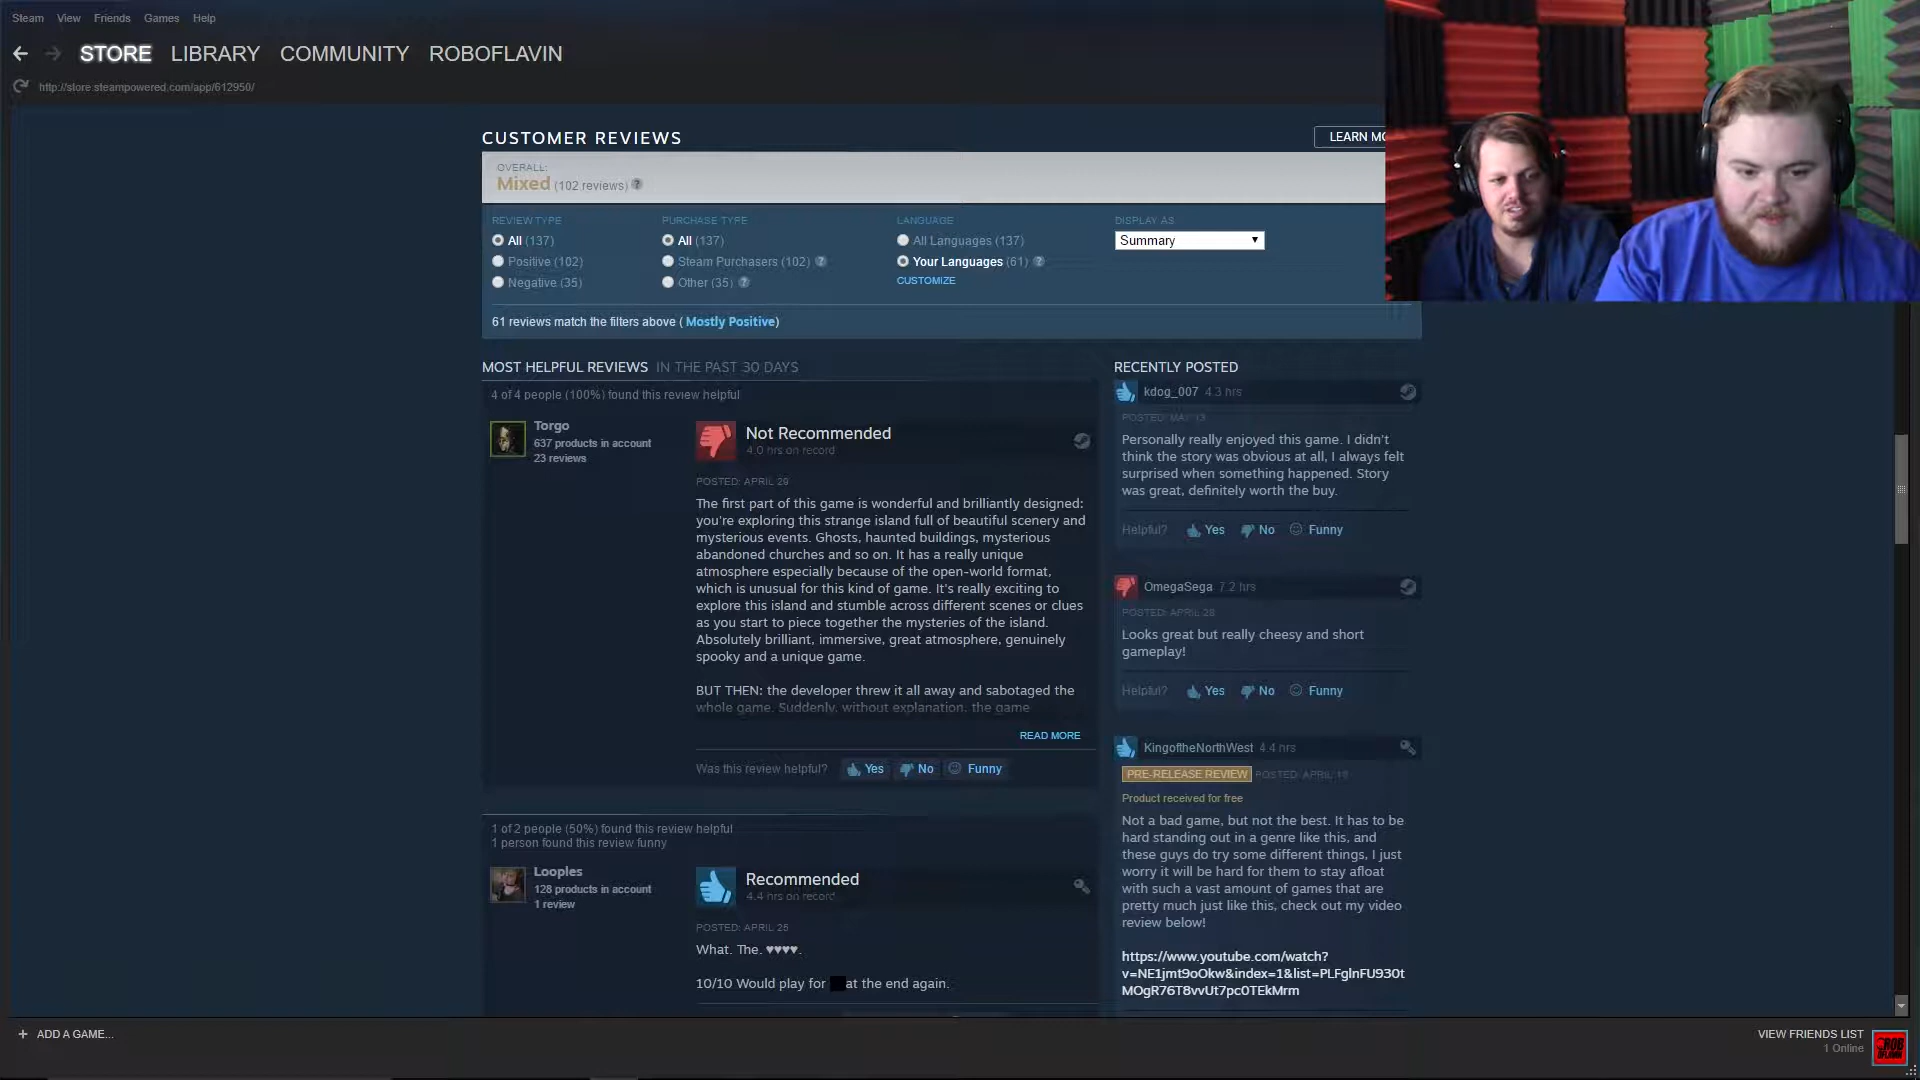 Steam View Friends Games Help
STORE LIBRARY COMMUNITY ROBOFLAVIN
http://store.steampowered.com/app/612950/
CUSTOMER REVIEWS
LEARN MO
OVERALL:
Mixed (102 reviews) ?
REVIEW TYPE
All (137)
Positive (102)
Negative (35)
PURCHASE TYPE
All (137)
Steam Purchasers (102) ?
Other (35) ?
LANGUAGE
All Languages (137)
Your Languages (61) ?
CUSTOMIZE
DISPLAY AS
Summary
61 reviews match the filters above ( Mostly Positive)
MOST HELPFUL REVIEWS IN THE PAST 30 DAYS
4 of 4 people (100%) found this review helpful
Torgo
637 products in account
23 reviews
Not Recommended
4.0 hrs on record
POSTED: APRIL 29
The first part of this game is wonderful and brilliantly designed:
you're exploring this strange island full of beautiful scenery and
mysterious events. Ghosts, haunted buildings, mysterious
abandoned churches and so on. It has a really unique
atmosphere especially because of the open-world format,
which is unusual for this kind of game. It's really exciting to
explore this island and stumble across different scenes or clues
as you start to piece together the mysteries of the island.
Absolutely brilliant, immersive, great atmosphere, genuinely
spooky and a unique game.
BUT THEN: the developer threw it all away and sabotaged the
whole game. Suddenly, without explanation, the game
READ MORE
Was this review helpful? Yes No Funny
1 of 2 people (50%) found this review helpful
1 person found this review funny
Looples
128 products in account
1 review
Recommended
4.4 hrs on record
POSTED: APRIL 25
What. The. ♥♥♥♥.
10/10 Would play for at the end again.
RECENTLY POSTED
kdog_007 4.3 hrs
POSTED: MAY 13
Personally really enjoyed this game. I didn't
think the story was obvious at all, I always felt
surprised when something happened. Story
was great, definitely worth the buy.
Helpful? Yes No Funny
OmegaSega 7.2 hrs
POSTED: APRIL 28
Looks great but really cheesy and short
gameplay!
Helpful? Yes No Funny
KingoftheNorthWest 4.4 hrs
PRE-RELEASE REVIEW POSTED: APRIL
Product received for free
Not a bad game, but not the best. It has to be
hard standing out in a genre like this, and
these guys do try some different things, I just
worry it will be hard for them to stay afloat
with such a vast amount of games that are
pretty much just like this, check out my video
review below!
https://www.youtube.com/watch?
v=NE1jmt9oOkw&index=1&list=PLFglnFU930t
MOgR76T8vvUt7pc0TEkMrm
+ ADD A GAME...
VIEW FRIENDS LIST
1 Online